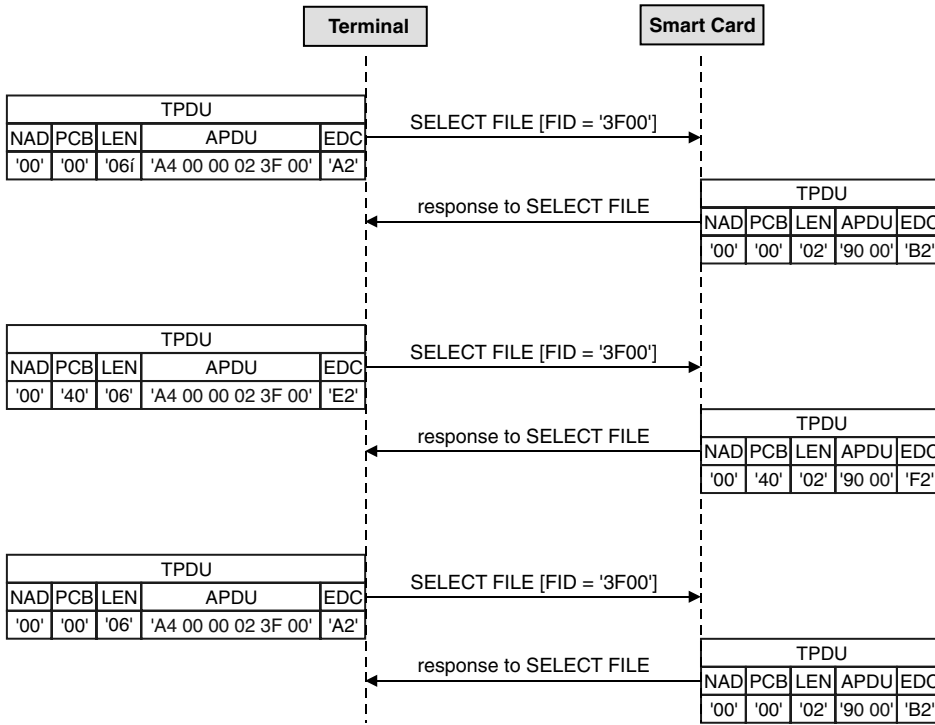 Terminal
Smart Card
TPDU
NAD PCB LEN APDU EDC
'00' '00' '06í 'A4 00 00 02 3F 00' 'A2'
SELECT FILE [FID = '3F00']
response to SELECT FILE
TPDU
NAD PCB LEN APDU EDC
'00' '00' '02' '90 00' 'B2'
TPDU
NAD PCB LEN APDU EDC
'00' '40' '06' 'A4 00 00 02 3F 00' 'E2'
SELECT FILE [FID = '3F00']
response to SELECT FILE
TPDU
NAD PCB LEN APDU EDC
'00' '40' '02' '90 00' 'F2'
TPDU
NAD PCB LEN APDU EDC
'00' '00' '06' 'A4 00 00 02 3F 00' 'A2'
SELECT FILE [FID = '3F00']
response to SELECT FILE
TPDU
NAD PCB LEN APDU EDC
'00' '00' '02' '90 00' 'B2'